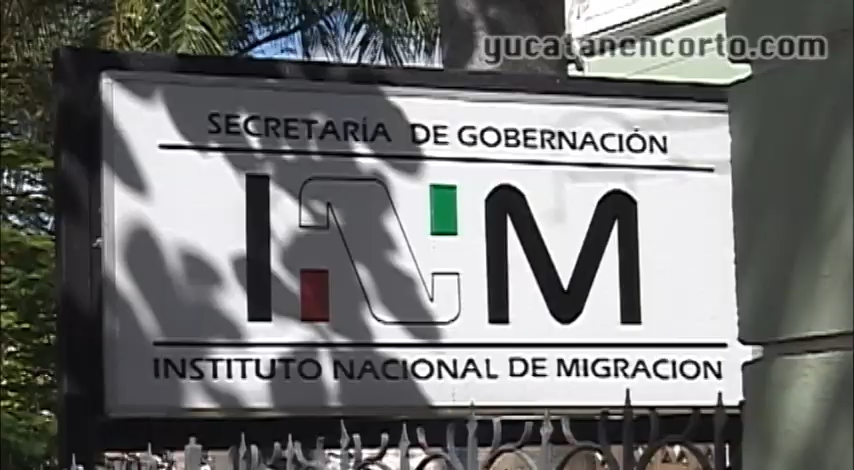 yucatanencorto.com
SECRETARÍA DE GOBERNACIÓN
INM
INSTITUTO NACIONAL DE MIGRACION